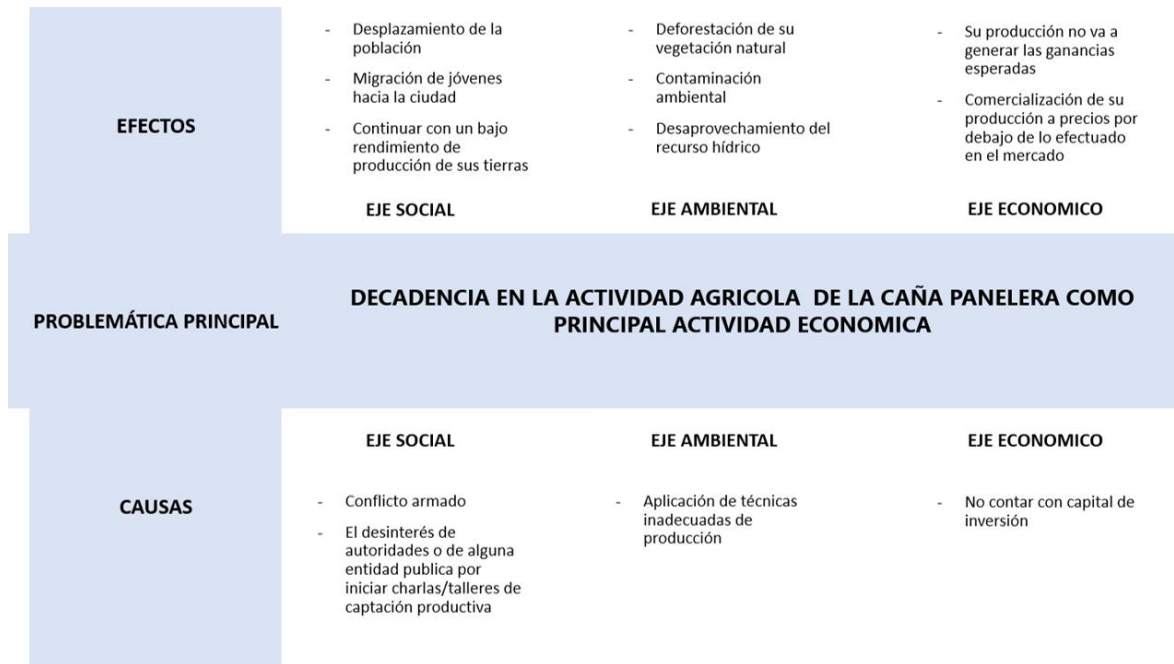 EFECTOS
- Desplazamiento de la
población
- Migración de jóvenes
hacia la ciudad
- Continuar con un bajo
rendimiento de
producción de sus tierras
EJE SOCIAL
- Deforestación de su
vegetación natural
- Contaminación
ambiental
- Desaprovechamiento del
recurso hídrico
EJE AMBIENTAL
- Su producción no va a
generar las ganancias
esperadas
- Comercialización de su
producción a precios por
debajo de lo efectuado
en el mercado
EJE ECONOMICO
PROBLEMÁTICA PRINCIPAL
DECADENCIA EN LA ACTIVIDAD AGRICOLA DE LA CAÑA PANELERA COMO
PRINCIPAL ACTIVIDAD ECONOMICA
CAUSAS
EJE SOCIAL
- Conflicto armado
- El desinterés de
autoridades o de alguna
entidad publica por
iniciar charlas/talleres de
captación productiva
EJE AMBIENTAL
- Aplicación de técnicas
inadecuadas de
producción
EJE ECONOMICO
- No contar con capital de
inversión